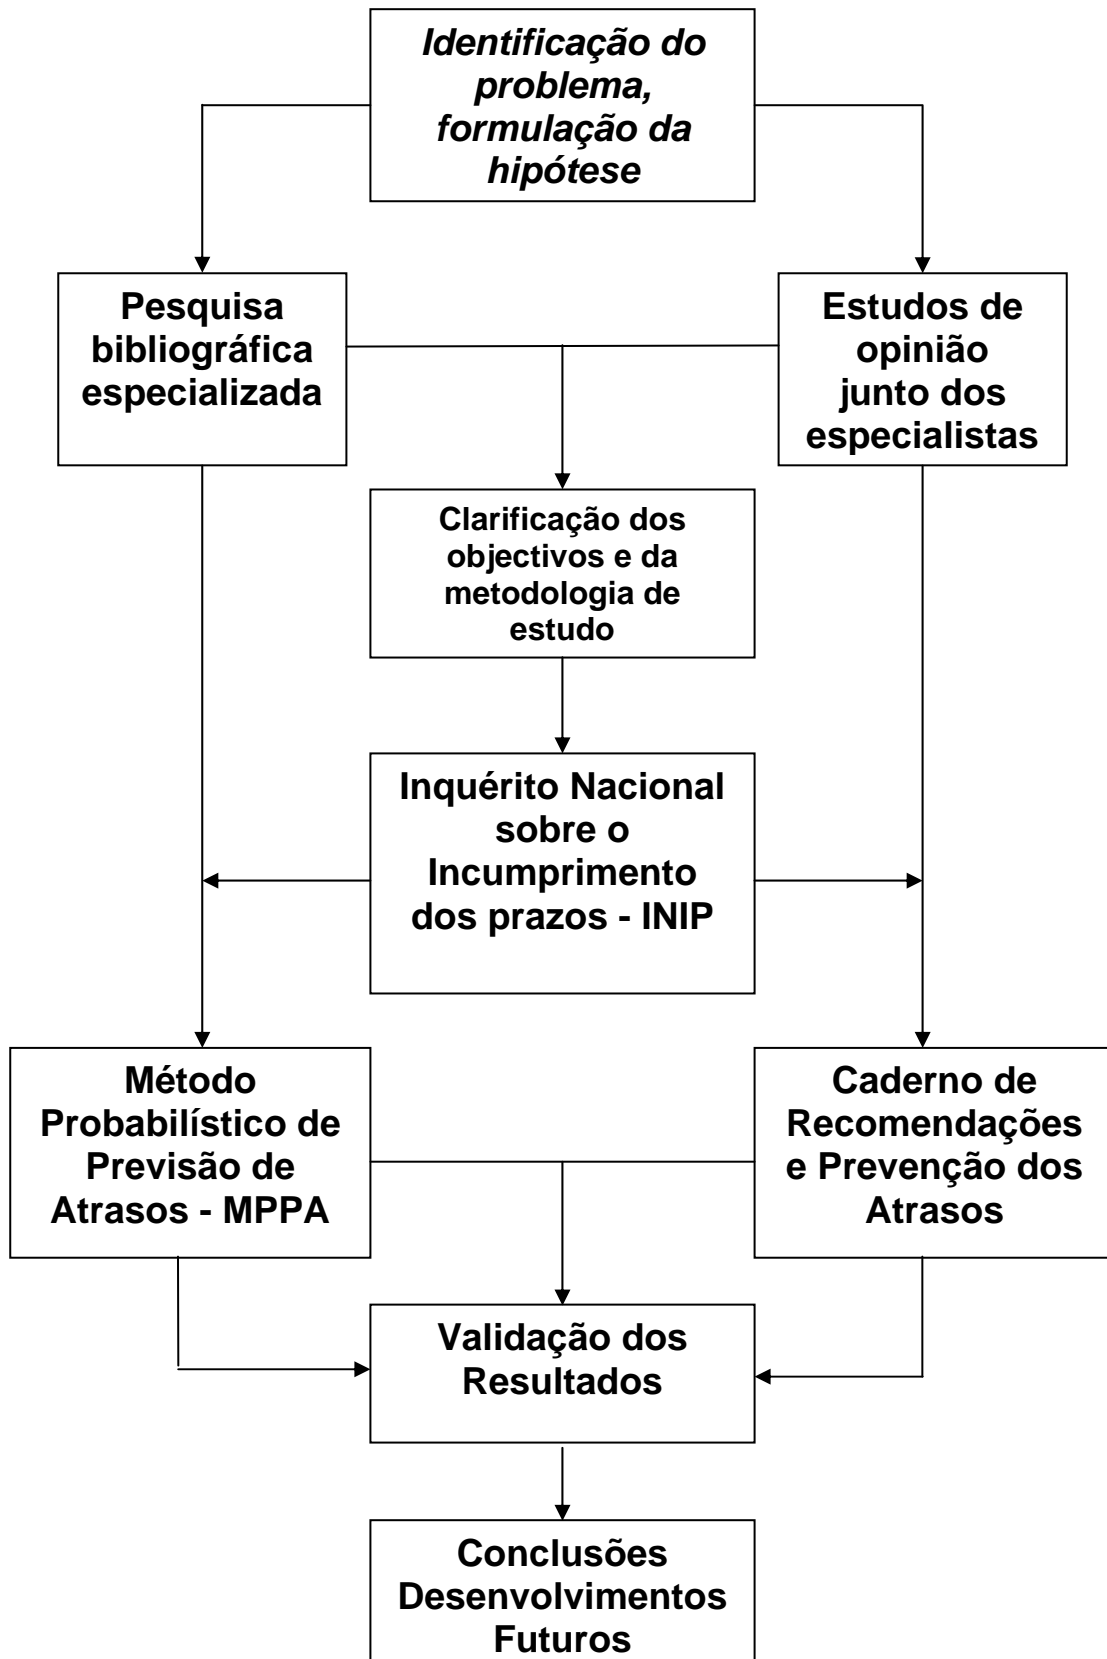 Identificação do
problema,
formulação da
hipótese
Pesquisa
bibliográfica
especializada
Estudos de
opinião
junto dos
especialistas
Clarificação dos
objectivos e da
metodologia de
estudo
Inquérito Nacional
sobre o
Incumprimento
dos prazos - INIP
Método
Probabilístico de
Previsão de
Atrasos - MPPA
Caderno de
Recomendações
e Prevenção dos
Atrasos
Validação dos
Resultados
Conclusões
Desenvolvimentos
Futuros